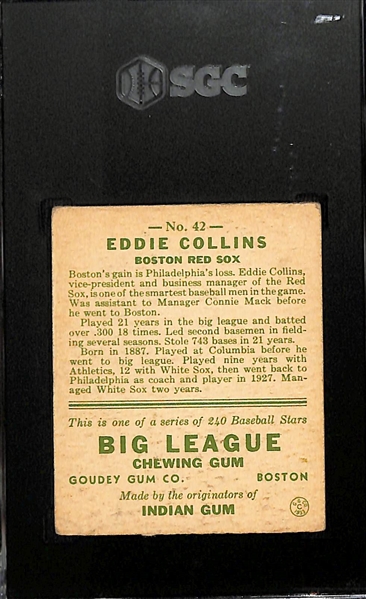 SGC
— No. 42 —
EDDIE COLLINS
BOSTON RED SOX
Boston's gain is Philadelphia's loss. Eddie Collins,
vice-president and business manager of the Red
Sox, is one of the smartest baseball men in the game.
Was assistant to Manager Connie Mack before
he went to Boston.
Played 21 years in the big league and batted
over .300 18 times. Led second basemen in field-
ing several seasons. Stole 743 bases in 21 years.
Born in 1887. Played at Columbia before he
went to big league. Played nine years with
Athletics, 12 with White Sox, then went back to
Philadelphia as coach and player in 1927. Man-
aged White Sox two years.
This is one of a series of 240 Baseball Stars
BIG LEAGUE
CHEWING GUM
GOUDEY GUM CO. BOSTON
Made by the originators of
INDIAN GUM